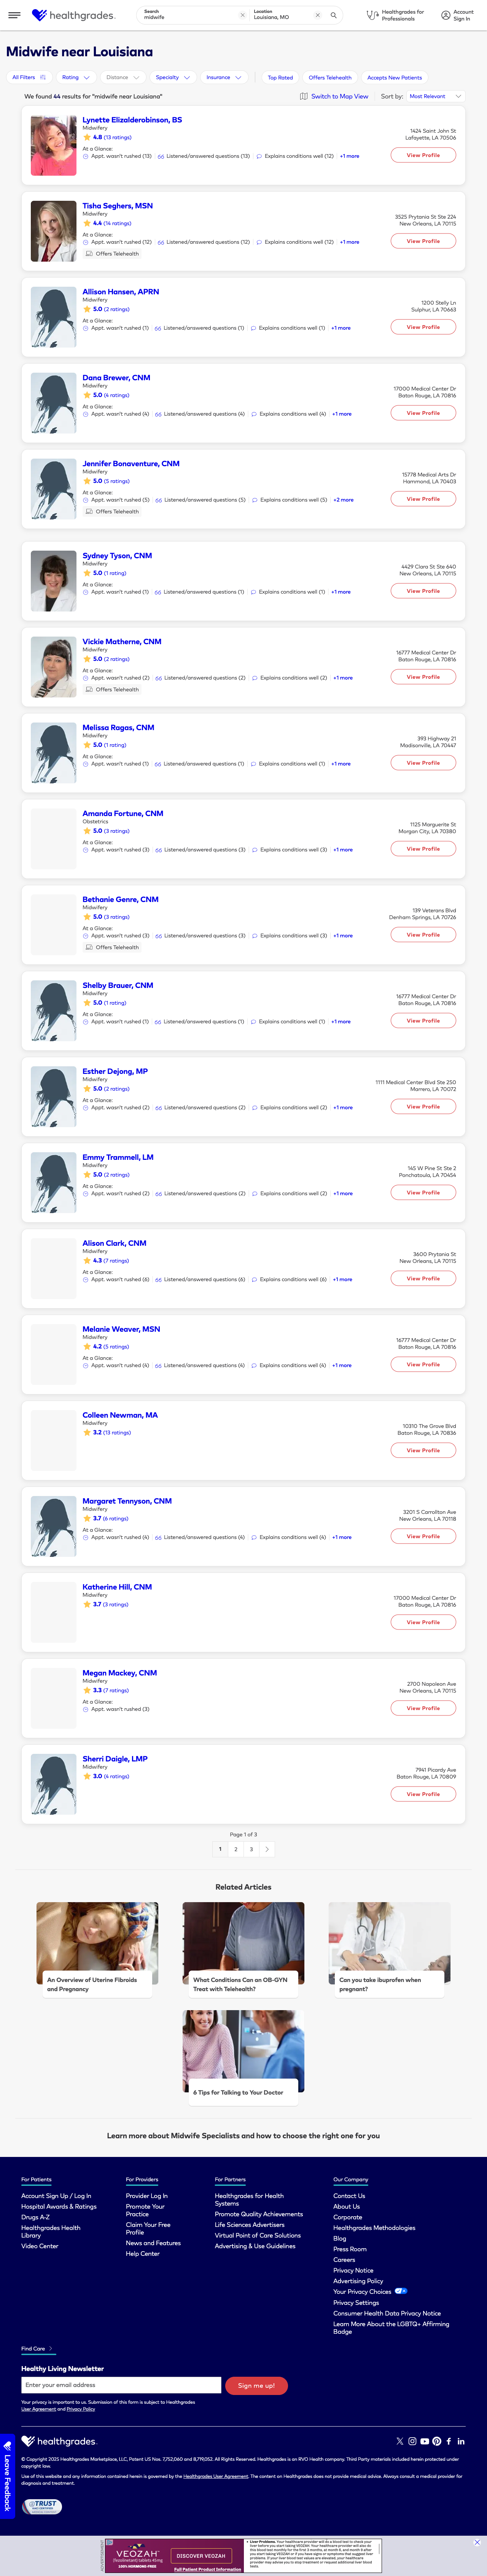 healthgrades.
Search
midwife
Location
Louisiana, MO
Healthgrades for
Professionals
Account
Sign In
Midwife near Louisiana
All Filters
Rating
Distance
Specialty
Insurance
Top Rated
Offers Telehealth
Accepts New Patients
We found 44 results for "midwife near Louisiana"
Switch to Map View
Sort by:
Most Relevant
Lynette Elizalderobinson, BS
Midwifery
4.8 (13 ratings)
At a Glance:
Appt. wasn't rushed (13) Listened/answered questions (13) Explains conditions well (12) +1 more
1424 Saint John St
Lafayette, LA 70506
View Profile
Tisha Seghers, MSN
Midwifery
4.4 (14 ratings)
At a Glance:
Appt. wasn't rushed (12) Listened/answered questions (12) Explains conditions well (12) +1 more
Offers Telehealth
3525 Prytania St Ste 224
New Orleans, LA 70115
View Profile
Allison Hansen, APRN
Midwifery
5.0 (2 ratings)
At a Glance:
Appt. wasn't rushed (1) Listened/answered questions (1) Explains conditions well (1) +1 more
1200 Stelly Ln
Sulphur, LA 70663
View Profile
Dana Brewer, CNM
Midwifery
5.0 (4 ratings)
At a Glance:
Appt. wasn't rushed (4) Listened/answered questions (4) Explains conditions well (4) +1 more
17000 Medical Center Dr
Baton Rouge, LA 70816
View Profile
Jennifer Bonaventure, CNM
Midwifery
5.0 (5 ratings)
At a Glance:
Appt. wasn't rushed (5) Listened/answered questions (5) Explains conditions well (5) +2 more
Offers Telehealth
15778 Medical Arts Dr
Hammond, LA 70403
View Profile
Sydney Tyson, CNM
Midwifery
5.0 (1 rating)
At a Glance:
Appt. wasn't rushed (1) Listened/answered questions (1) Explains conditions well (1) +1 more
4429 Clara St Ste 640
New Orleans, LA 70115
View Profile
Vickie Matherne, CNM
Midwifery
5.0 (2 ratings)
At a Glance:
Appt. wasn't rushed (2) Listened/answered questions (2) Explains conditions well (2) +1 more
Offers Telehealth
16777 Medical Center Dr
Baton Rouge, LA 70816
View Profile
Melissa Ragas, CNM
Midwifery
5.0 (1 rating)
At a Glance:
Appt. wasn't rushed (1) Listened/answered questions (1) Explains conditions well (1) +1 more
393 Highway 21
Madisonville, LA 70447
View Profile
Amanda Fortune, CNM
Obstetrics
5.0 (3 ratings)
At a Glance:
Appt. wasn't rushed (3) Listened/answered questions (3) Explains conditions well (3) +1 more
1125 Marguerite St
Morgan City, LA 70380
View Profile
Bethanie Genre, CNM
Midwifery
5.0 (3 ratings)
At a Glance:
Appt. wasn't rushed (3) Listened/answered questions (3) Explains conditions well (3) +1 more
Offers Telehealth
139 Veterans Blvd
Denham Springs, LA 70726
View Profile
Shelby Brauer, CNM
Midwifery
5.0 (1 rating)
At a Glance:
Appt. wasn't rushed (1) Listened/answered questions (1) Explains conditions well (1) +1 more
16777 Medical Center Dr
Baton Rouge, LA 70816
View Profile
Esther Dejong, MP
Midwifery
5.0 (2 ratings)
At a Glance:
Appt. wasn't rushed (2) Listened/answered questions (2) Explains conditions well (2) +1 more
1111 Medical Center Blvd Ste 250
Marrero, LA 70072
View Profile
Emmy Trammell, LM
Midwifery
5.0 (2 ratings)
At a Glance:
Appt. wasn't rushed (2) Listened/answered questions (2) Explains conditions well (2) +1 more
145 W Pine St Ste 2
Ponchatoula, LA 70454
View Profile
Alison Clark, CNM
Midwifery
4.3 (7 ratings)
At a Glance:
Appt. wasn't rushed (6) Listened/answered questions (6) Explains conditions well (6) +1 more
3600 Prytania St
New Orleans, LA 70115
View Profile
Melanie Weaver, MSN
Midwifery
4.2 (5 ratings)
At a Glance:
Appt. wasn't rushed (4) Listened/answered questions (4) Explains conditions well (4) +1 more
16777 Medical Center Dr
Baton Rouge, LA 70816
View Profile
Colleen Newman, MA
Midwifery
3.2 (13 ratings)
10310 The Grove Blvd
Baton Rouge, LA 70836
View Profile
Margaret Tennyson, CNM
Midwifery
3.7 (6 ratings)
At a Glance:
Appt. wasn't rushed (4) Listened/answered questions (4) Explains conditions well (4) +1 more
3201 S Carrollton Ave
New Orleans, LA 70118
View Profile
Katherine Hill, CNM
Midwifery
3.7 (3 ratings)
17000 Medical Center Dr
Baton Rouge, LA 70816
View Profile
Megan Mackey, CNM
Midwifery
3.3 (7 ratings)
At a Glance:
Appt. wasn't rushed (3)
2700 Napoleon Ave
New Orleans, LA 70115
View Profile
Sherri Daigle, LMP
Midwifery
3.0 (4 ratings)
7941 Picardy Ave
Baton Rouge, LA 70809
View Profile
Page 1 of 3
1 2 3
Related Articles
An Overview of Uterine Fibroids
and Pregnancy
What Conditions Can an OB-GYN
Treat with Telehealth?
Can you take ibuprofen when
pregnant?
6 Tips for Talking to Your Doctor
Learn more about Midwife Specialists and how to choose the right one for you
For Patients
Account Sign Up / Log In
Hospital Awards & Ratings
Drugs A-Z
Healthgrades Health
Library
Video Center
For Providers
Provider Log In
Promote Your
Practice
Claim Your Free
Profile
News and Features
Help Center
For Partners
Healthgrades for Health
Systems
Promote Quality Achievements
Life Sciences Advertisers
Virtual Point of Care Solutions
Advertising & Use Guidelines
Our Company
Contact Us
About Us
Corporate
Healthgrades Methodologies
Blog
Press Room
Careers
Privacy Notice
Advertising Policy
Your Privacy Choices
Privacy Settings
Consumer Health Data Privacy Notice
Learn More About the LGBTQ+ Affirming
Badge
Find Care
Healthy Living Newsletter
Enter your email address
Sign me up!
Your privacy is important to us. Submission of this form is subject to Healthgrades
User Agreement and Privacy Policy
healthgrades.
© Copyright 2025 Healthgrades Marketplace, LLC, Patent US Nos. 7,752,060 and 8,719,052. All Rights Reserved. Healthgrades is an RVO Health company. Third Party materials included herein protected under
copyright law.
Use of this website and any information contained herein is governed by the Healthgrades User Agreement. The content on Healthgrades does not provide medical advice. Always consult a medical provider for
diagnosis and treatment.
TRUST
Leave Feedback
VEOZAH
(fezolinetant) tablets 45mg
100% HORMONE FREE
DISCOVER VEOZAH
Full Patient Product Information